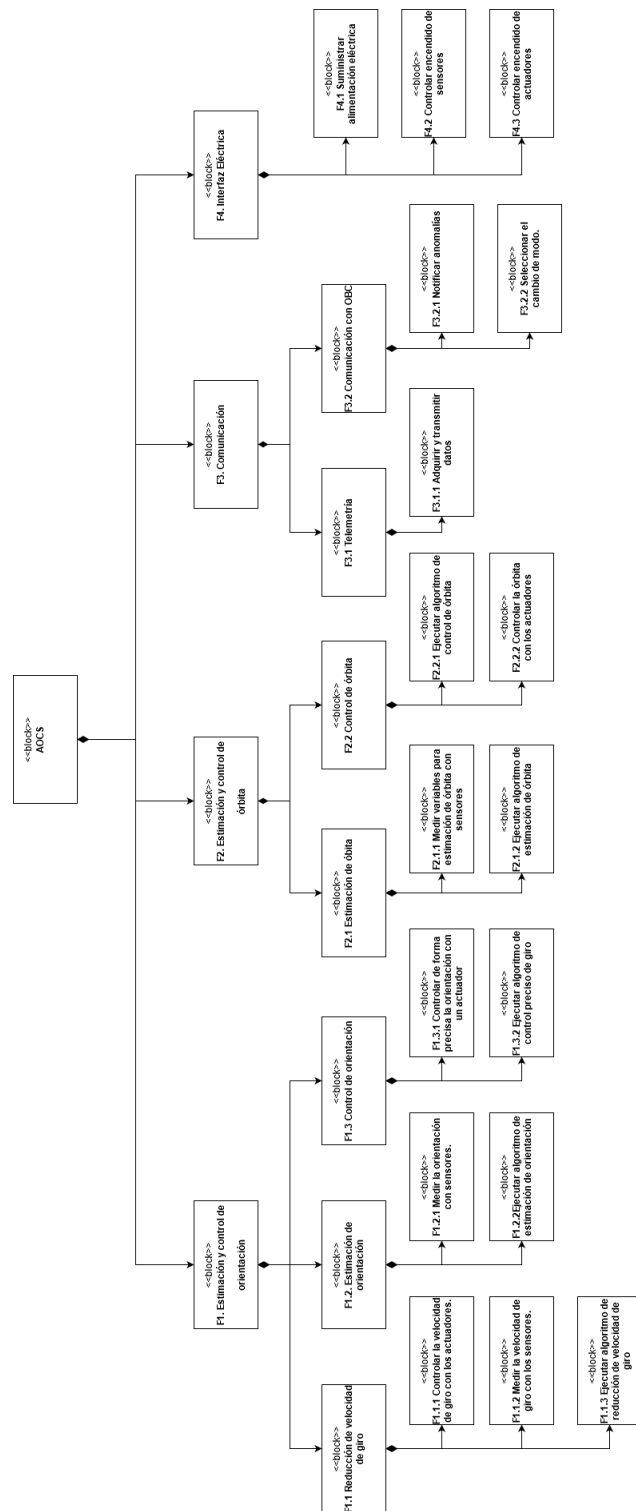 <<block>>
AOCS
<<block>>
F1. Estimación y control de
orientación
<<block>>
F2. Estimación y control de
órbita
<<block>>
F3. Comunicación
<<block>>
F4. Interfaz Eléctrica
<<block>>
F1.1 Reducción de velocidad
de giro
<<block>>
F1.2. Estimación de
orientación
<<block>>
F1.3 Control de orientación
<<block>>
F2.1 Estimación de óbita
<<block>>
F2.2 Control de órbita
<<block>>
F3.1 Telemetría
<<block>>
F3.2 Comunicación con OBC
<<block>>
F4.1 Suministrar
alimentación eléctrica
<<block>>
F4.2 Controlar encendido de
sensores
<<block>>
F4.3 Controlar encendido de
actuadores
<<block>>
F1.1.1 Controlar la velocidad
de giro con los actuadores.
<<block>>
F1.1.2 Medir la velocidad de
giro con los sensores.
<<block>>
F1.1.3 Ejecutar algoritmo de
reducción de velocidad de
giro
<<block>>
F1.2.1 Medir la orientación
con sensores.
<<block>>
F1.2.2Ejecutar algoritmo de
estimación de orientación
<<block>>
F1.3.1 Controlar de forma
precisa la orientación con
un actuador
<<block>>
F1.3.2 Ejecutar algoritmo de
control preciso de giro
<<block>>
F2.1.1 Medir variables para
estimación de órbita con
sensores
<<block>>
F2.1.2 Ejecutar algoritmo de
estimación de órbita
<<block>>
F2.2.1 Ejecutar algoritmo de
control de órbita
<<block>>
F2.2.2 Controlar la órbita
con los actuadores
<<block>>
F3.1.1 Adquirir y transmitir
datos
<<block>>
F3.2.1 Notificar anomalías
<<block>>
F3.2.2 Seleccionar el
cambio de modo.